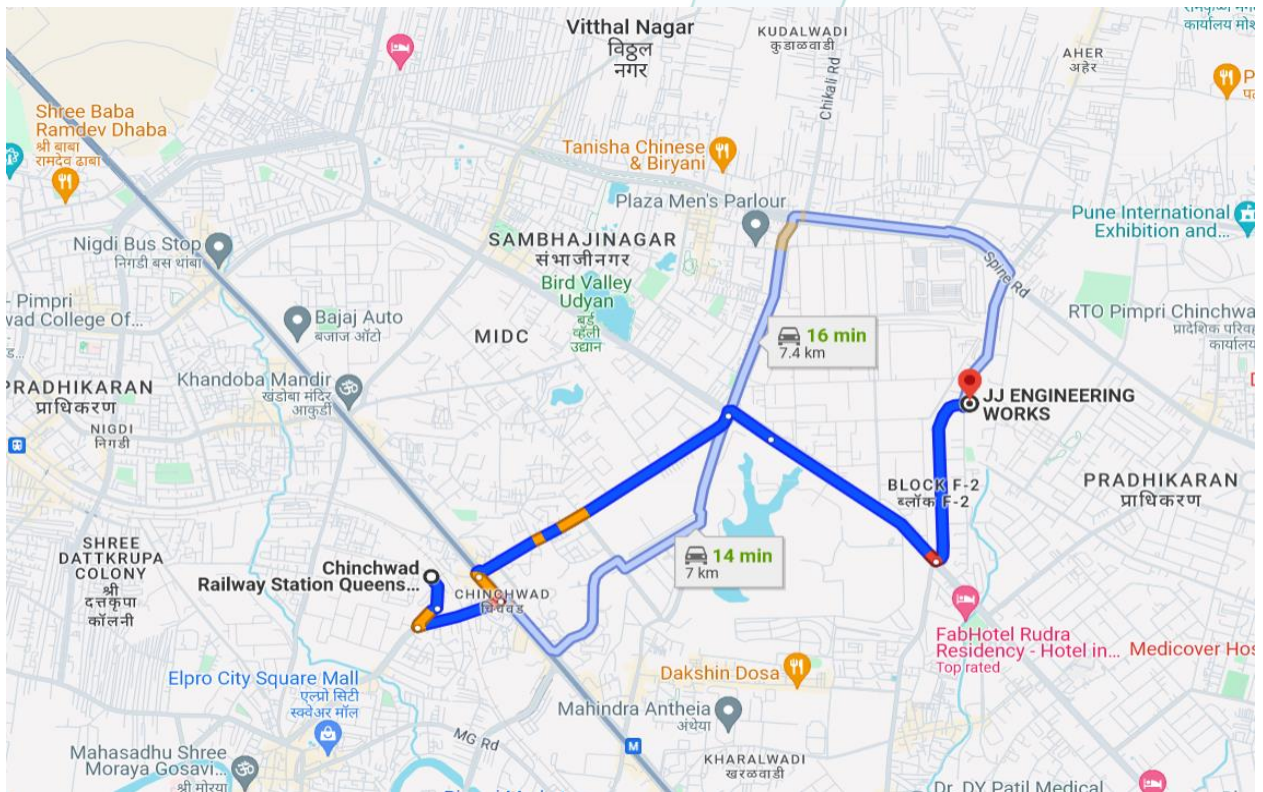 Vitthal Nagar
विठ्ठल
नगर
KUDALWADI
कुडाळवाडी
कार्यालय मोश
AHER
अहेर
Chikali Rd
Shree Baba
Ramdev Dhaba
श्री बाबा
रामदेव ढाबा
Tanisha Chinese
& Biryani
Plaza Men's Parlour
Pune International
Exhibition and...
Nigdi Bus Stop
निगडी बस थांबा
SAMBHAJINAGAR
संभाजीनगर
Bird Valley
Udyan
बर्ड
व्हॅली
उद्यान
Spine Rd
- Pimpri
wad College Of...
Bajaj Auto
बजाज ऑटो
MIDC
RTO Pimpri Chinchwa
प्रादेशिक परिवह
कार्यालय
16 min
7.4 km
PRADHIKARAN
प्राधिकरण
Khandoba Mandir
खंडोबा मंदिर
आकुर्डी
JJ ENGINEERING
WORKS
NIGDI
निगडी
BLOCK F-2
ब्लॉक F-2
PRADHIKARAN
प्राधिकरण
SHREE
DATTKRUPA
COLONY
श्री
दत्तकृपा
कॉलनी
14 min
7 km
Chinchwad
Railway Station Queens...
CHINCHWAD
चिंचवड
FabHotel Rudra
Residency - Hotel in...
Top rated
Medicover Hos
Elpro City Square Mall
एल्प्रो सिटी
स्क्वेअर मॉल
Dakshin Dosa
Mahindra Antheia
अंथेया
MG Rd
M
Mahasadhu Shree
Moraya Gosavi...
श्री मोरया
KHARALWADI
खरळवाडी
Dr. DY Patil Medical